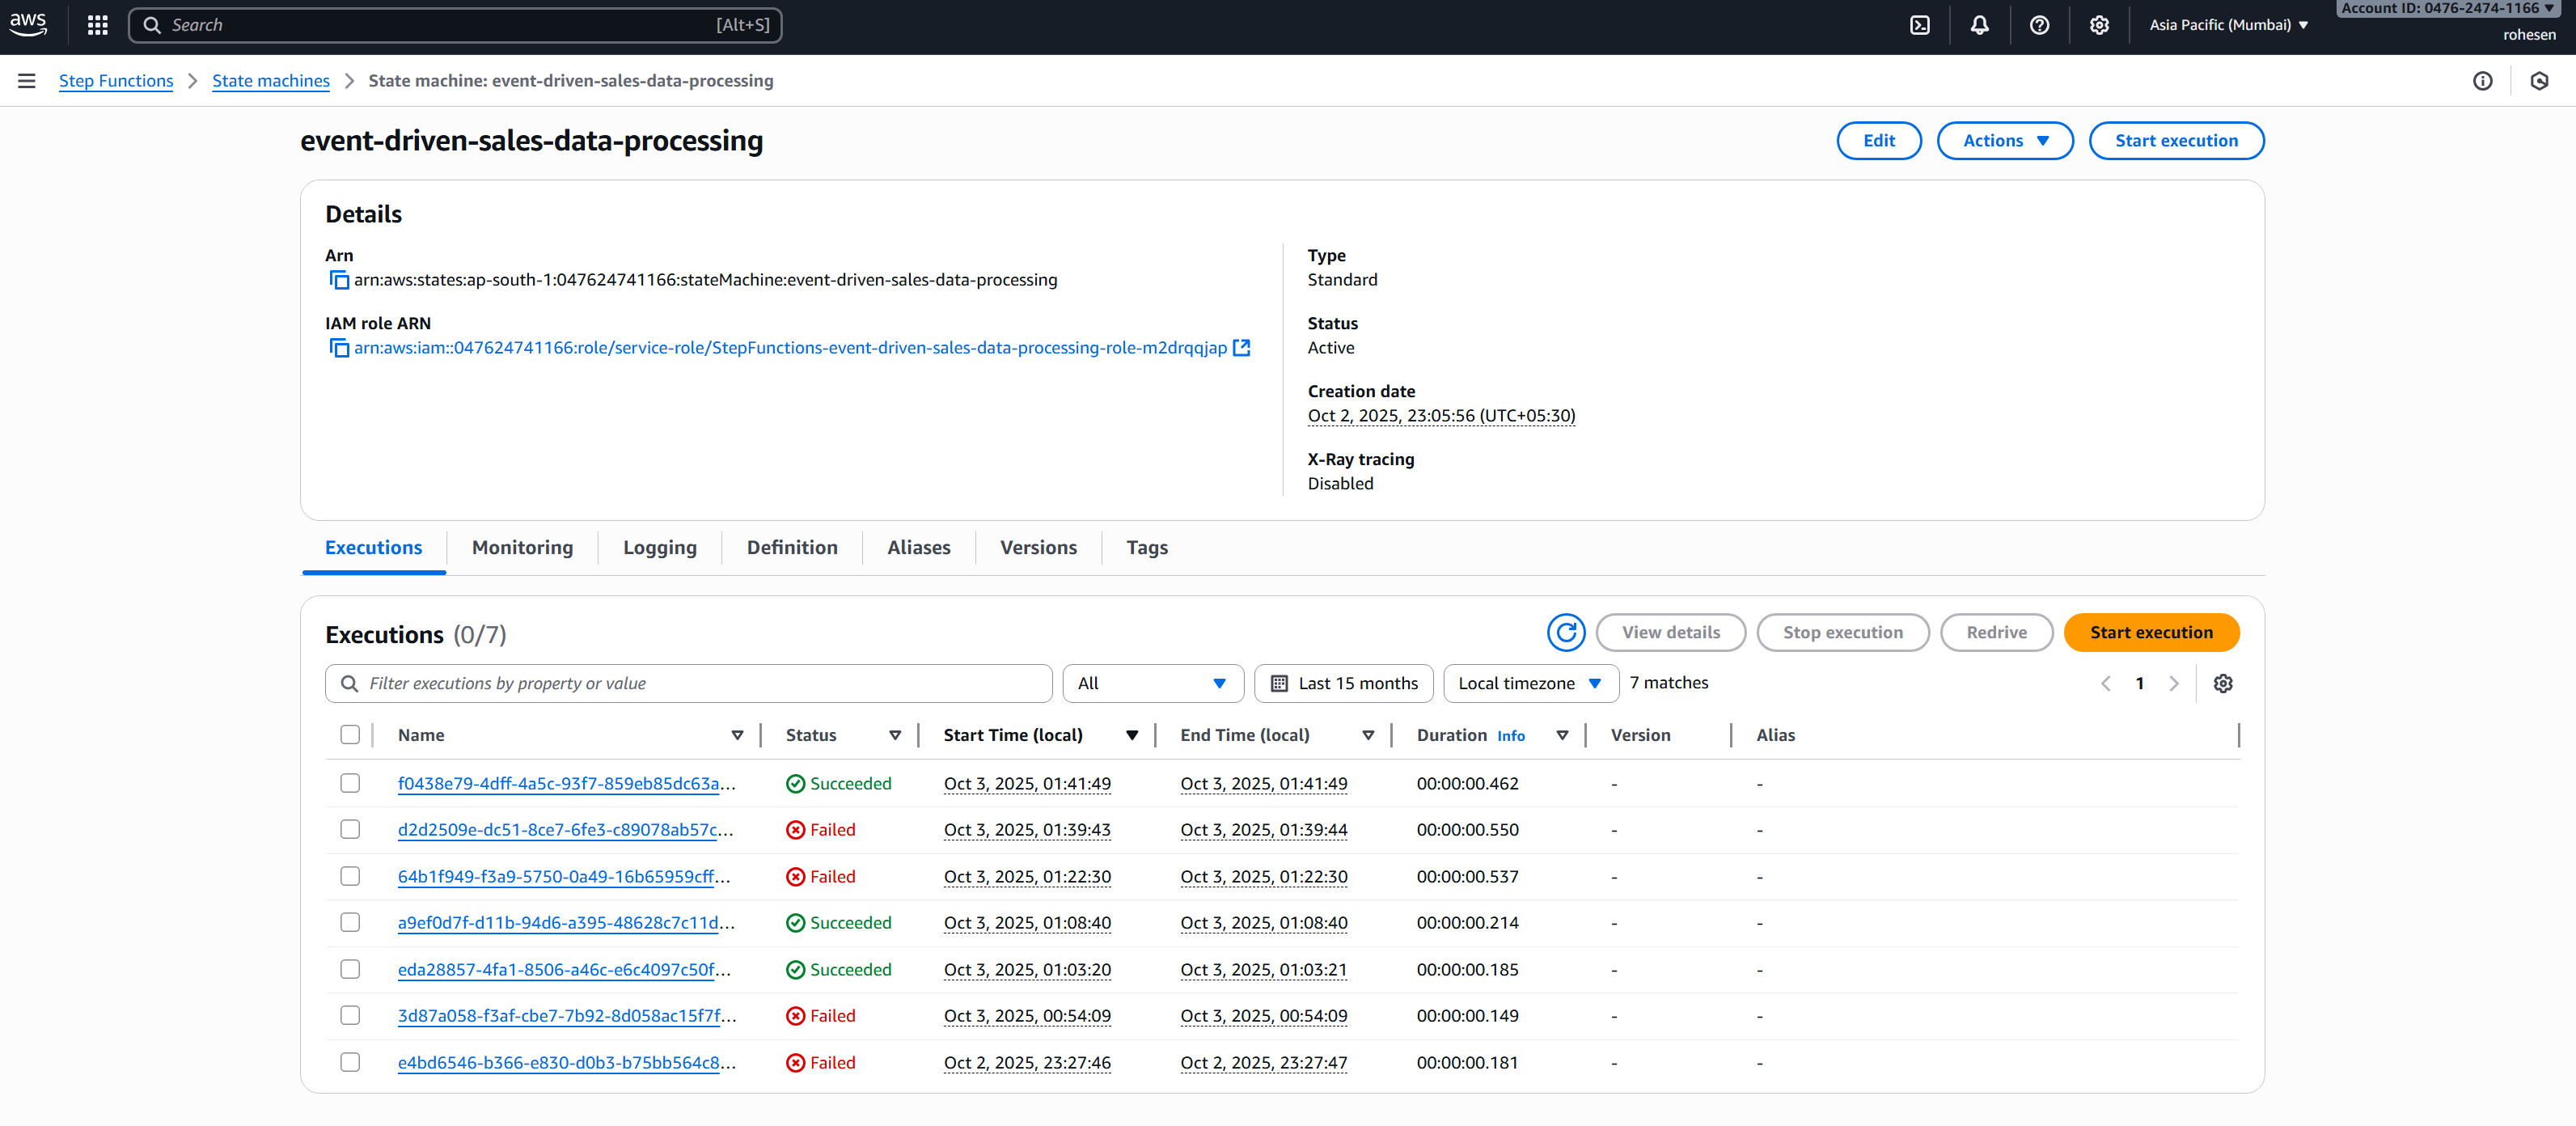 aws
Search [Alt+S]
Asia Pacific (Mumbai)
Account ID: 0476-2474-1166
rohesen
Step Functions
State machines
State machine: event-driven-sales-data-processing
event-driven-sales-data-processing
Edit
Actions
Start execution
Details
Arn
arn:aws:states:ap-south-1:047624741166:stateMachine:event-driven-sales-data-processing
IAM role ARN
arn:aws:iam::047624741166:role/service-role/StepFunctions-event-driven-sales-data-processing-role-m2drqqjap
Type
Standard
Status
Active
Creation date
Oct 2, 2025, 23:05:56 (UTC+05:30)
X-Ray tracing
Disabled
Executions Monitoring Logging Definition Aliases Versions Tags
Executions (0/7)
View details
Stop execution
Redrive
Start execution
Filter executions by property or value
All
Last 15 months
Local timezone
7 matches
1
Name Status Start Time (local) End Time (local) Duration Info Version Alias
f0438e79-4dff-4a5c-93f7-859eb85dc63a... Succeeded Oct 3, 2025, 01:41:49 Oct 3, 2025, 01:41:49 00:00:00.462 - -
d2d2509e-dc51-8ce7-6fe3-c89078ab57c... Failed Oct 3, 2025, 01:39:43 Oct 3, 2025, 01:39:44 00:00:00.550 - -
64b1f949-f3a9-5750-0a49-16b65959cff... Failed Oct 3, 2025, 01:22:30 Oct 3, 2025, 01:22:30 00:00:00.537 - -
a9ef0d7f-d11b-94d6-a395-48628c7c11d... Succeeded Oct 3, 2025, 01:08:40 Oct 3, 2025, 01:08:40 00:00:00.214 - -
eda28857-4fa1-8506-a46c-e6c4097c50f... Succeeded Oct 3, 2025, 01:03:20 Oct 3, 2025, 01:03:21 00:00:00.185 - -
3d87a058-f3af-cbe7-7b92-8d058ac15f7f... Failed Oct 3, 2025, 00:54:09 Oct 3, 2025, 00:54:09 00:00:00.149 - -
e4bd6546-b366-e830-d0b3-b75bb564c8... Failed Oct 2, 2025, 23:27:46 Oct 2, 2025, 23:27:47 00:00:00.181 - -